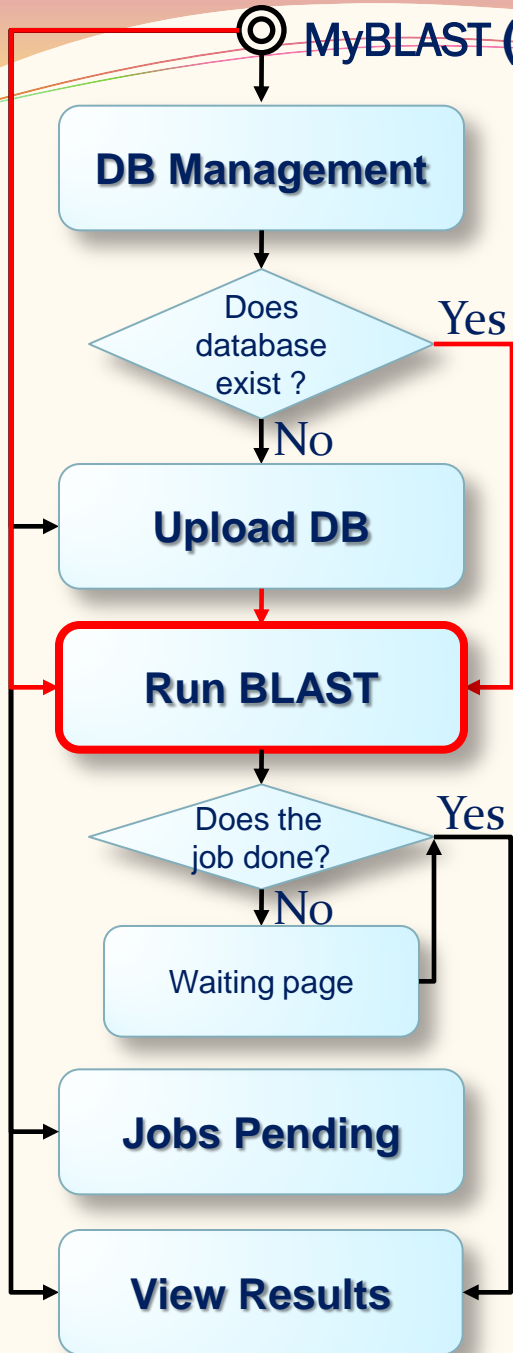 MyBLAST (
DB Management
Does
database
exist ?
Yes
No
Upload DB
Run BLAST
Does the
job done?
Yes
No
Waiting page
Jobs Pending
View Results